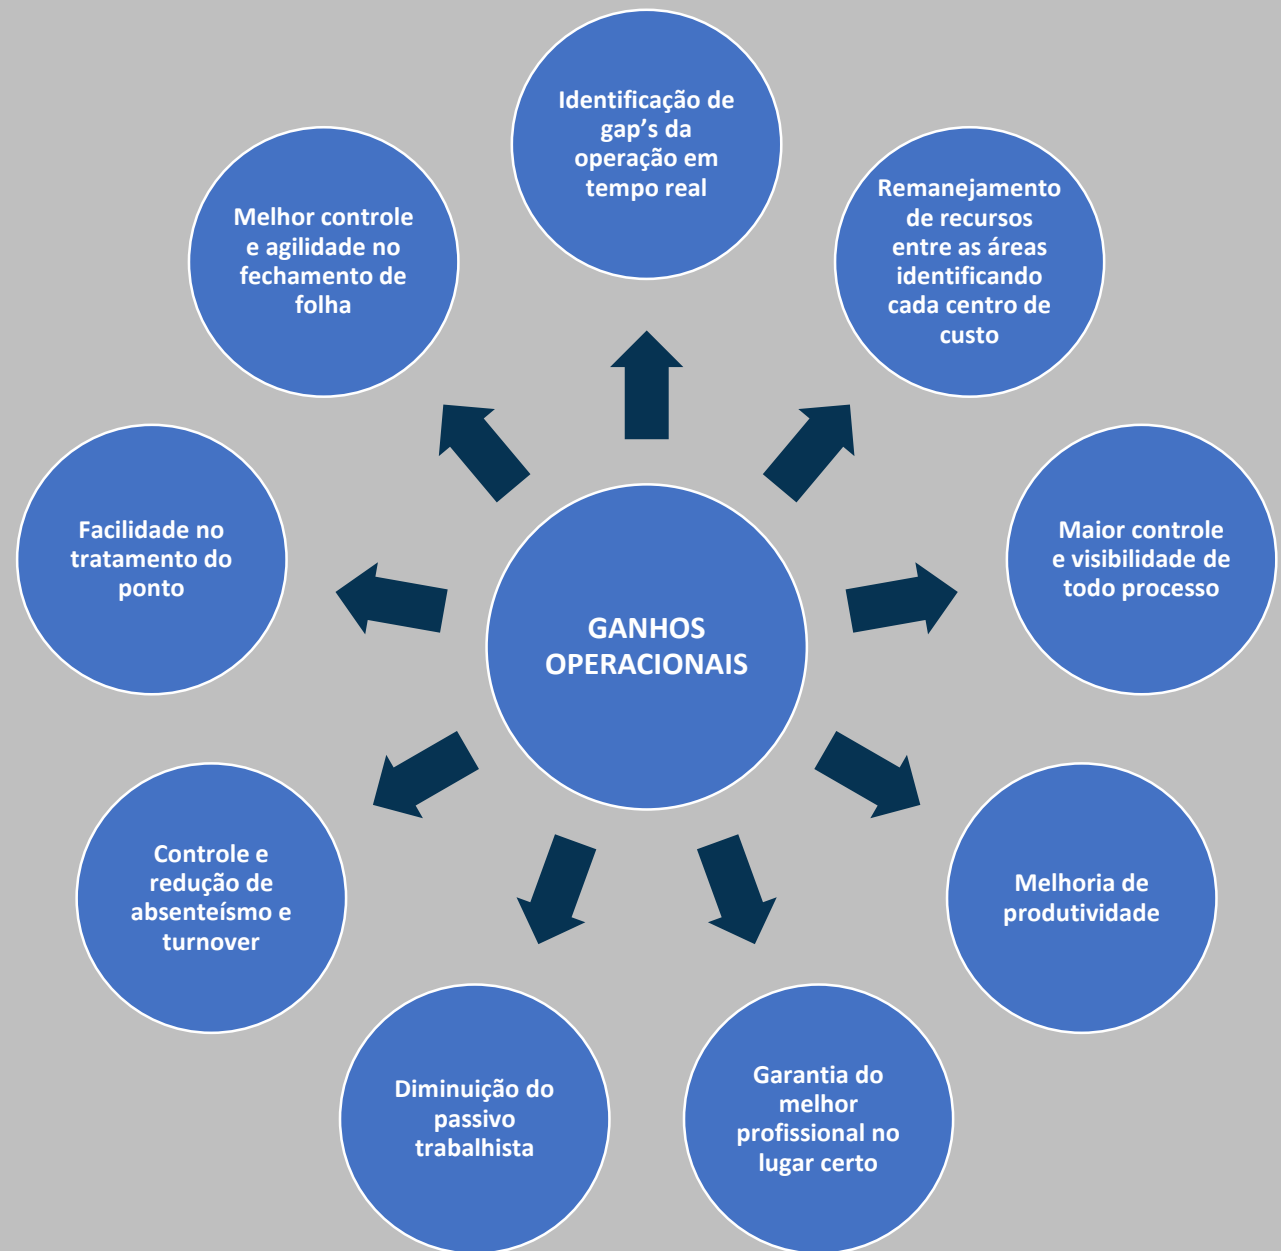 Identificação de
gap’s da
operação em
tempo real
Remanejamento
de recursos
entre as áreas
identificando
cada centro de
custo
Maior controle
e visibilidade de
todo processo
Melhoria de
produtividade
Garantia do
melhor
profissional no
lugar certo
Diminuição do
passivo
trabalhista
Controle e
redução de
absenteísmo e
turnover
Facilidade no
tratamento do
ponto
Melhor controle
e agilidade no
fechamento de
folha
GANHOS
OPERACIONAIS